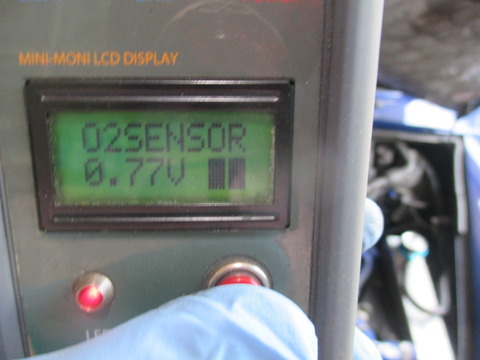 MINI-MONI LCD DISPLAY
O2SENSOR
0.77V